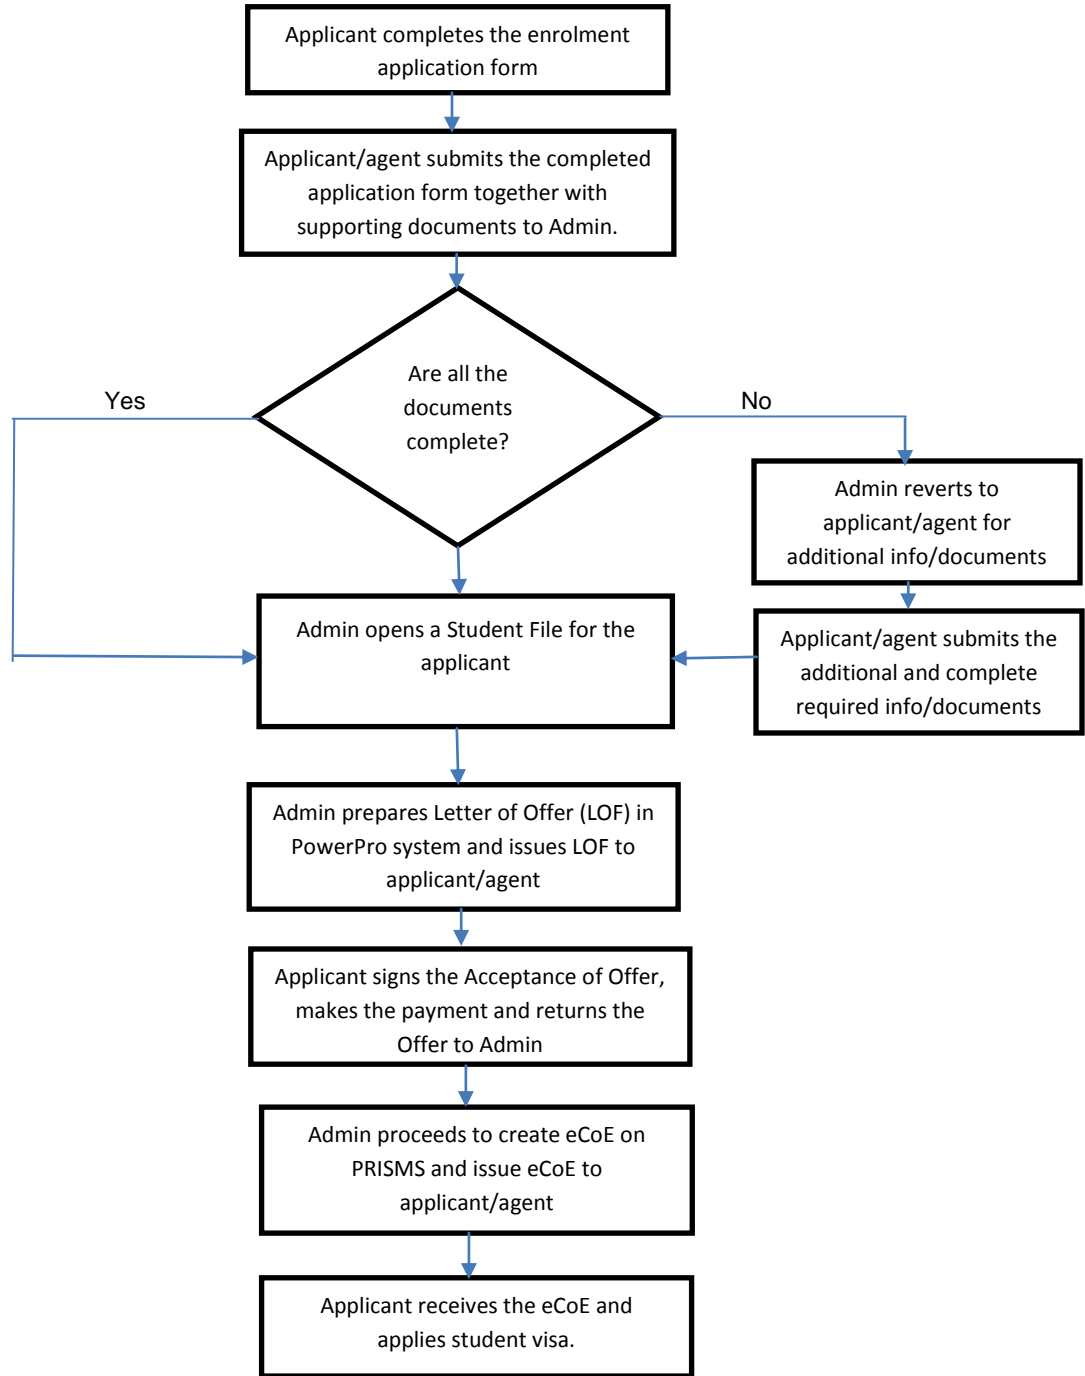 Applicant completes the enrolment
application form
Applicant/agent submits the completed
application form together with
supporting documents to Admin.
Are all the
documents
complete?
Yes
No
Admin reverts to
applicant/agent for
additional info/documents
Applicant/agent submits the
additional and complete
required info/documents
Admin opens a Student File for the
applicant
Admin prepares Letter of Offer (LOF) in
PowerPro system and issues LOF to
applicant/agent
Applicant signs the Acceptance of Offer,
makes the payment and returns the
Offer to Admin
Admin proceeds to create eCoE on
PRISMS and issue eCoE to
applicant/agent
Applicant receives the eCoE and
applies student visa.